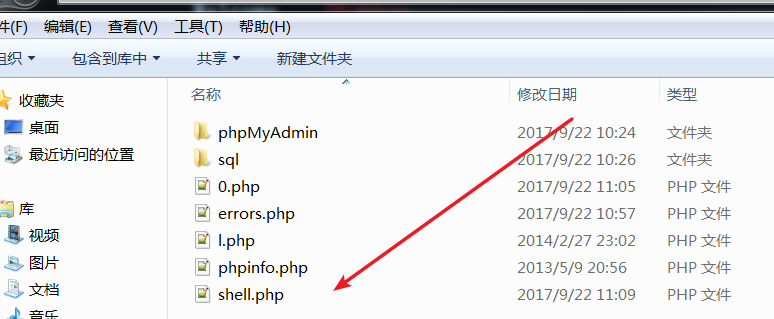 件(F) 编辑(E) 查看(V) 工具(T) 帮助(H)
组织 包含到库中 共享 新建文件夹
收藏夹
桌面
最近访问的位置
库
视频
图片
文档
音乐
名称 修改日期 类型
phpMyAdmin 2017/9/22 10:24 文件夹
sql 2017/9/22 10:26 文件夹
0.php 2017/9/22 11:05 PHP 文件
errors.php 2017/9/22 10:57 PHP 文件
l.php 2014/2/27 23:02 PHP 文件
phpinfo.php 2013/5/9 20:56 PHP 文件
shell.php 2017/9/22 11:09 PHP 文件